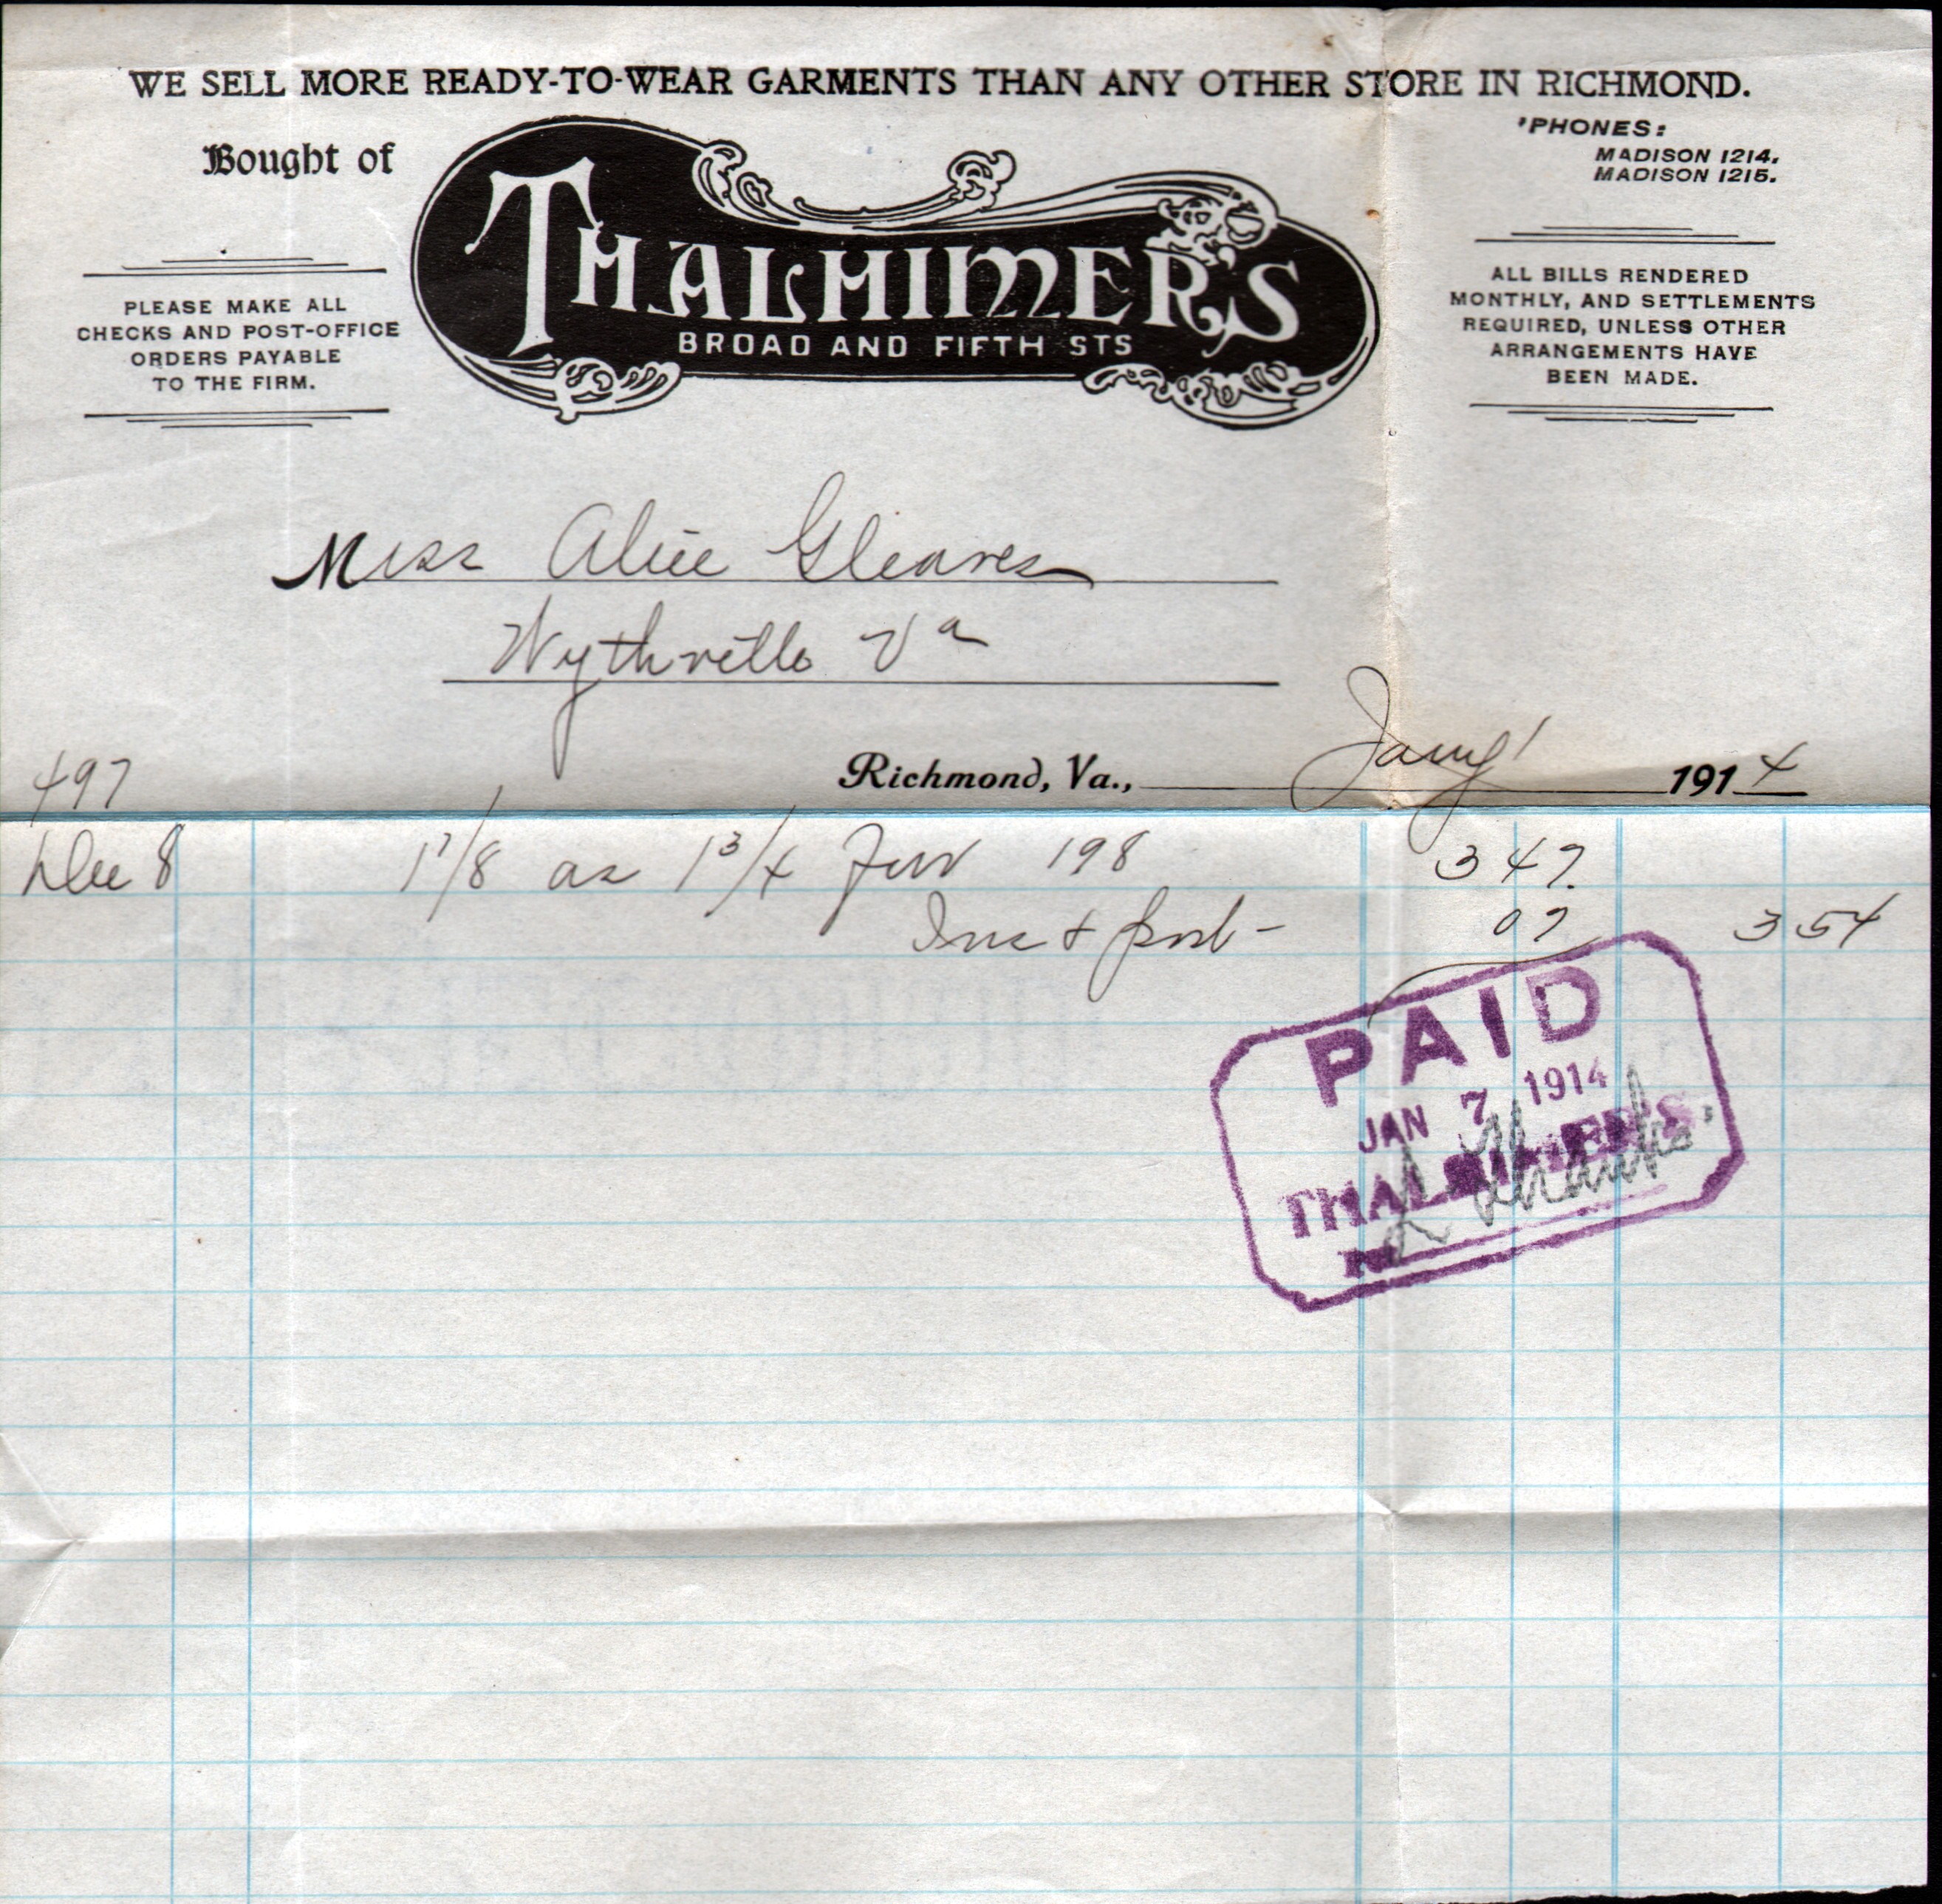 WE SELL MORE READY-TO-WEAR GARMENTS THAN ANY OTHER STORE IN RICHMOND.
Bought of
THALHIMER'S
BROAD AND FIFTH STS
'PHONES:
MADISON 1214.
MADISON 1215.
PLEASE MAKE ALL
CHECKS AND POST-OFFICE
ORDERS PAYABLE
TO THE FIRM.
ALL BILLS RENDERED
MONTHLY, AND SETTLEMENTS
REQUIRED, UNLESS OTHER
ARRANGEMENTS HAVE
BEEN MADE.
Miss Alice Gleaves
Wytheville Va
497
Richmond, Va., Jany 1 1914
Dec 8 1 7/8 as 1 3/4 Fur 198 3 47
Ins + post- 07 3 54
PAID
JAN 7 1914
THALHIMER'S